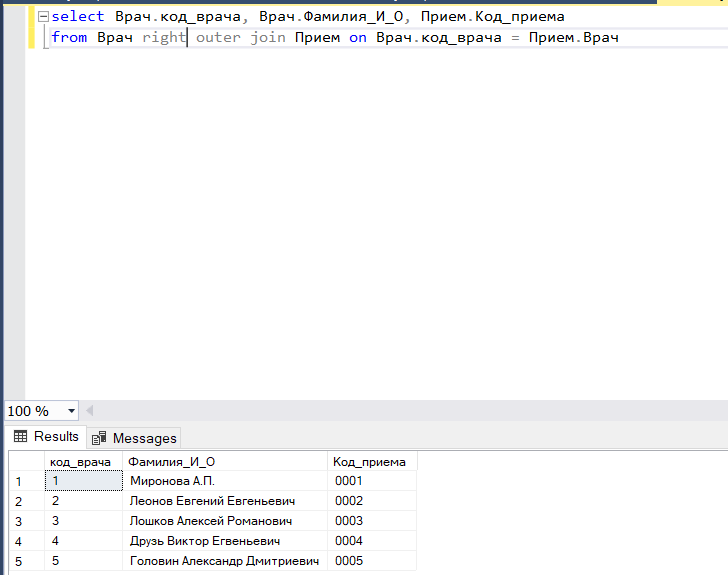 select Врач.код_врача, Врач.Фамилия_И_О, Прием.Код_приема
from Врач right outer join Прием on Врач.код_врача = Прием.Врач
100 %
Results Messages
код_врача Фамилия_И_О Код_приема
1 1 Миронова А.П. 0001
2 2 Леонов Евгений Евгеньевич 0002
3 3 Лошков Алексей Романович 0003
4 4 Друзь Виктор Егвеньевич 0004
5 5 Головин Александр Дмитриевич 0005